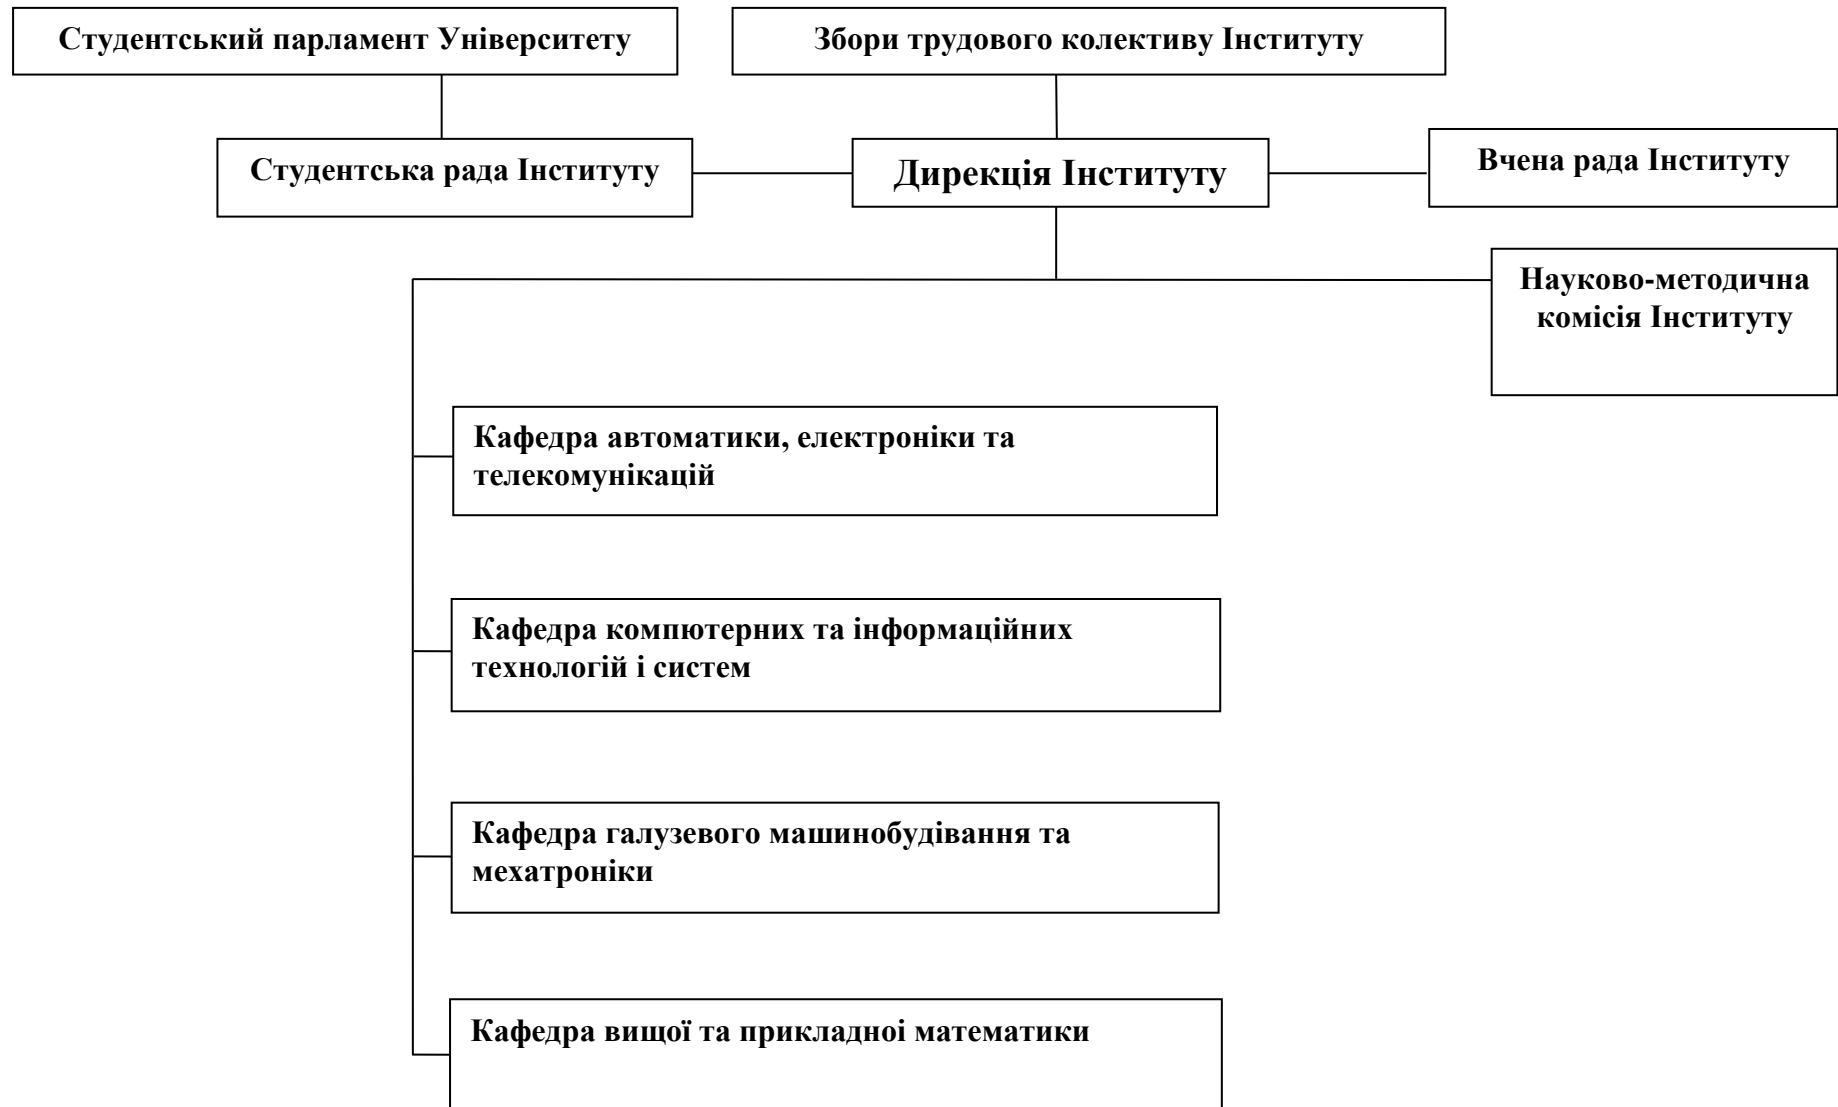 Студентський парламент Університету
Збори трудового колективу Інституту
Студентська рада Інституту
Дирекція Інституту
Вчена рада Інституту
Науково-методична
комісія Інституту
Кафедра автоматики, електроніки та
телекомунікацій
Кафедра компютерних та інформаційних
технологій і систем
Кафедра галузевого машинобудівання та
мехатроніки
Кафедра вищої та прикладноі математики